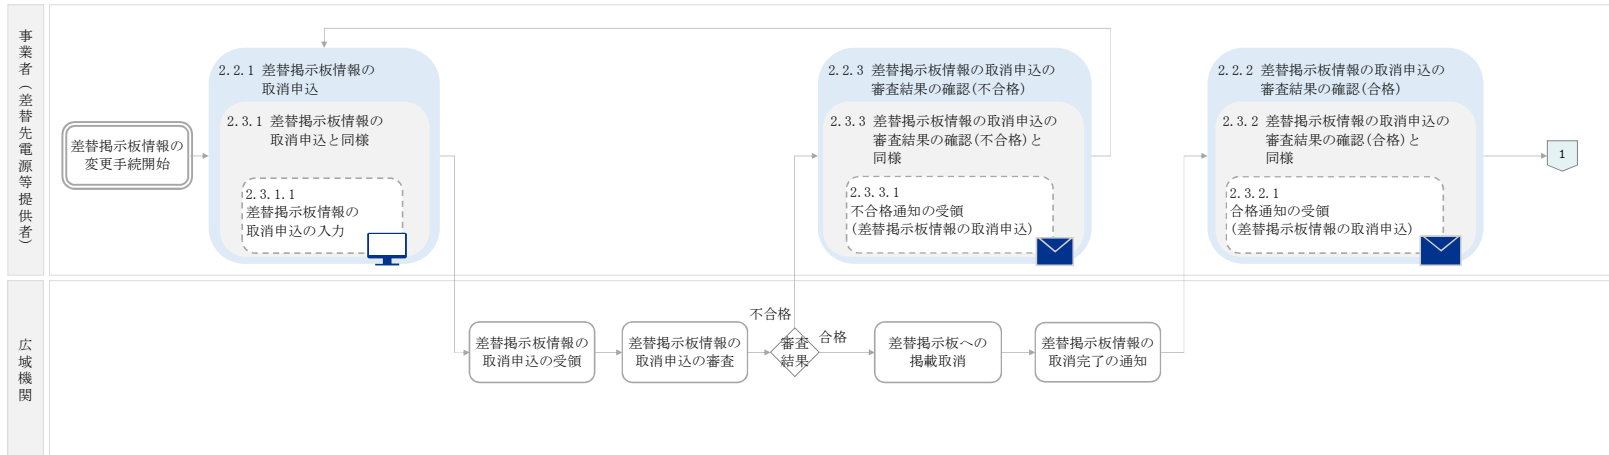 事業者(差替先電源等提供者)
差替掲示板情報の
変更手続開始
2.2.1 差替掲示板情報の
取消申込
2.3.1 差替掲示板情報の
取消申込と同様
2.3.1.1
差替掲示板情報の
取消申込の入力
2.2.3 差替掲示板情報の取消申込の
審査結果の確認(不合格)
2.3.3 差替掲示板情報の取消申込の
審査結果の確認(不合格)と
同様
2.3.3.1
不合格通知の受領
(差替掲示板情報の取消申込)
2.2.2 差替掲示板情報の取消申込の
審査結果の確認(合格)
2.3.2 差替掲示板情報の取消申込の
審査結果の確認(合格)と
同様
2.3.2.1
合格通知の受領
(差替掲示板情報の取消申込)
1
広域機関
差替掲示板情報の
取消申込の受領
差替掲示板情報の
取消申込の審査
不合格
審査
結果
合格
差替掲示板への
掲載取消
差替掲示板情報の
取消完了の通知